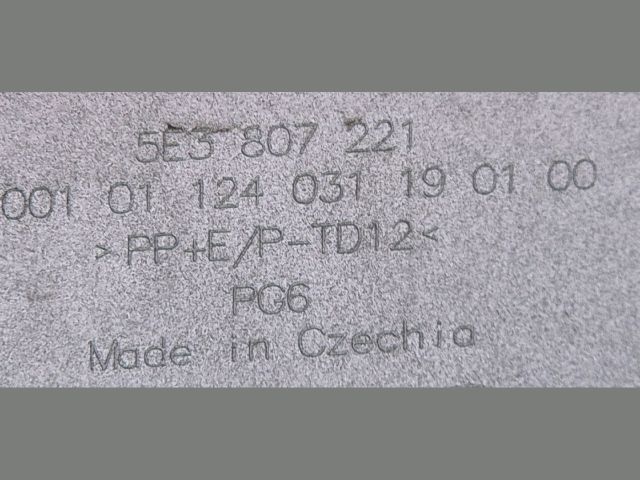 5E3 807 221
001 01 124 031 19 01 00
>PP+E/P-TD12<
PG6
Made in Czechia